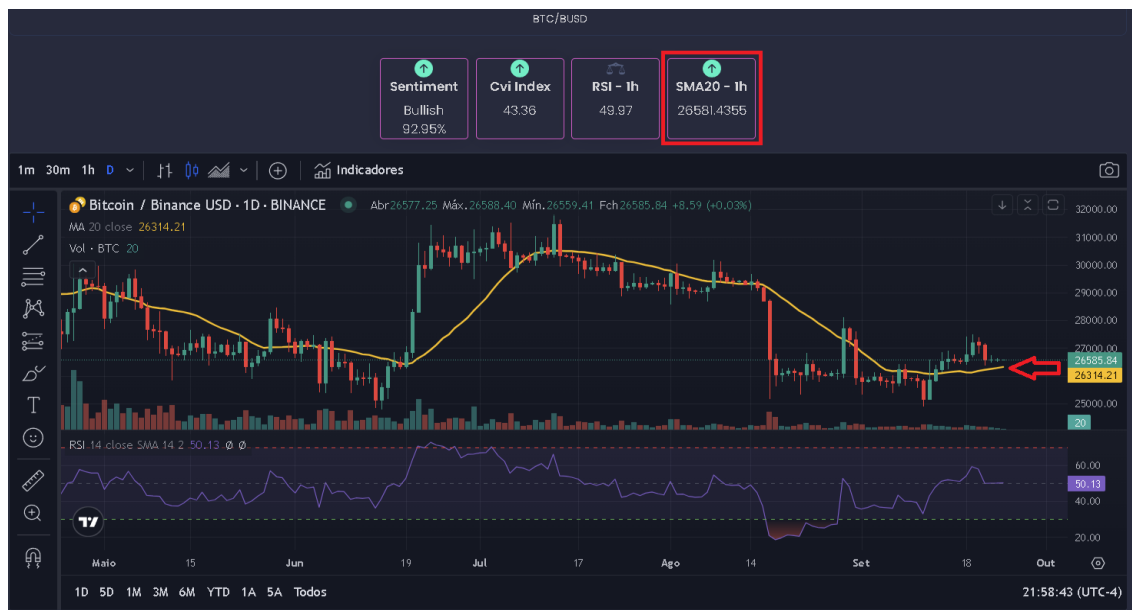 BTC/BUSD
Sentiment
Bullish
92.95%
Cvi Index
43.36
RSI - 1h
49.97
SMA20 - 1h
26581.4355
1m 30m 1h D Indicadores
Bitcoin / Binance USD · 1D · BINANCE Abr26577.25 Máx.26588.40 Mín.26559.41 Fch26585.84 +8.59 (+0.03%)
MA 20 close 26314.21
Vol · BTC 20
32000.00
31000.00
30000.00
29000.00
28000.00
27000.00
26585.84
26314.21
25000.00
20
RSI 14 close SMA 14 2 50.13 Ø Ø
60.00
50.13
40.00
20.00
Maio 15 Jun 19 Jul 17 Ago 14 Set 18 Out
1D 5D 1M 3M 6M YTD 1A 5A Todos 21:58:43 (UTC-4)